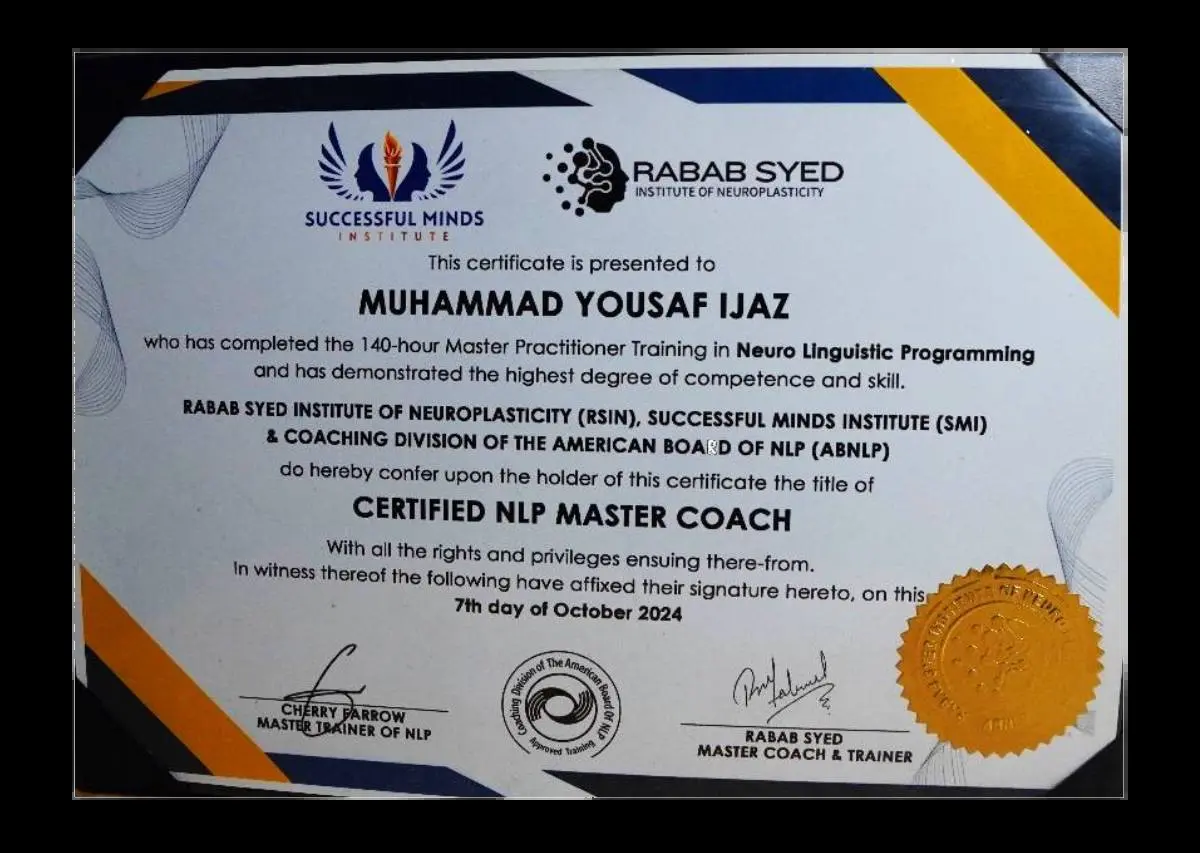 SUCCESSFUL MINDS
INSTITUTE
RABAB SYED
INSTITUTE OF NEUROPLASTICITY
This certificate is presented to
MUHAMMAD YOUSAF IJAZ
who has completed the 140-hour Master Practitioner Training in Neuro Linguistic Programming
and has demonstrated the highest degree of competence and skill.
RABAB SYED INSTITUTE OF NEUROPLASTICITY (RSIN), SUCCESSFUL MINDS INSTITUTE (SMI)
& COACHING DIVISION OF THE AMERICAN BOARD OF NLP (ABNLP)
do hereby confer upon the holder of this certificate the title of
CERTIFIED NLP MASTER COACH
With all the rights and privileges ensuing there-from.
In witness thereof the following have affixed their signature hereto, on this
7th day of October 2024
CHERRY FARROW
MASTER TRAINER OF NLP
Coaching Division of The American Board Of NLP
Approved Training
RABAB SYED
MASTER COACH & TRAINER